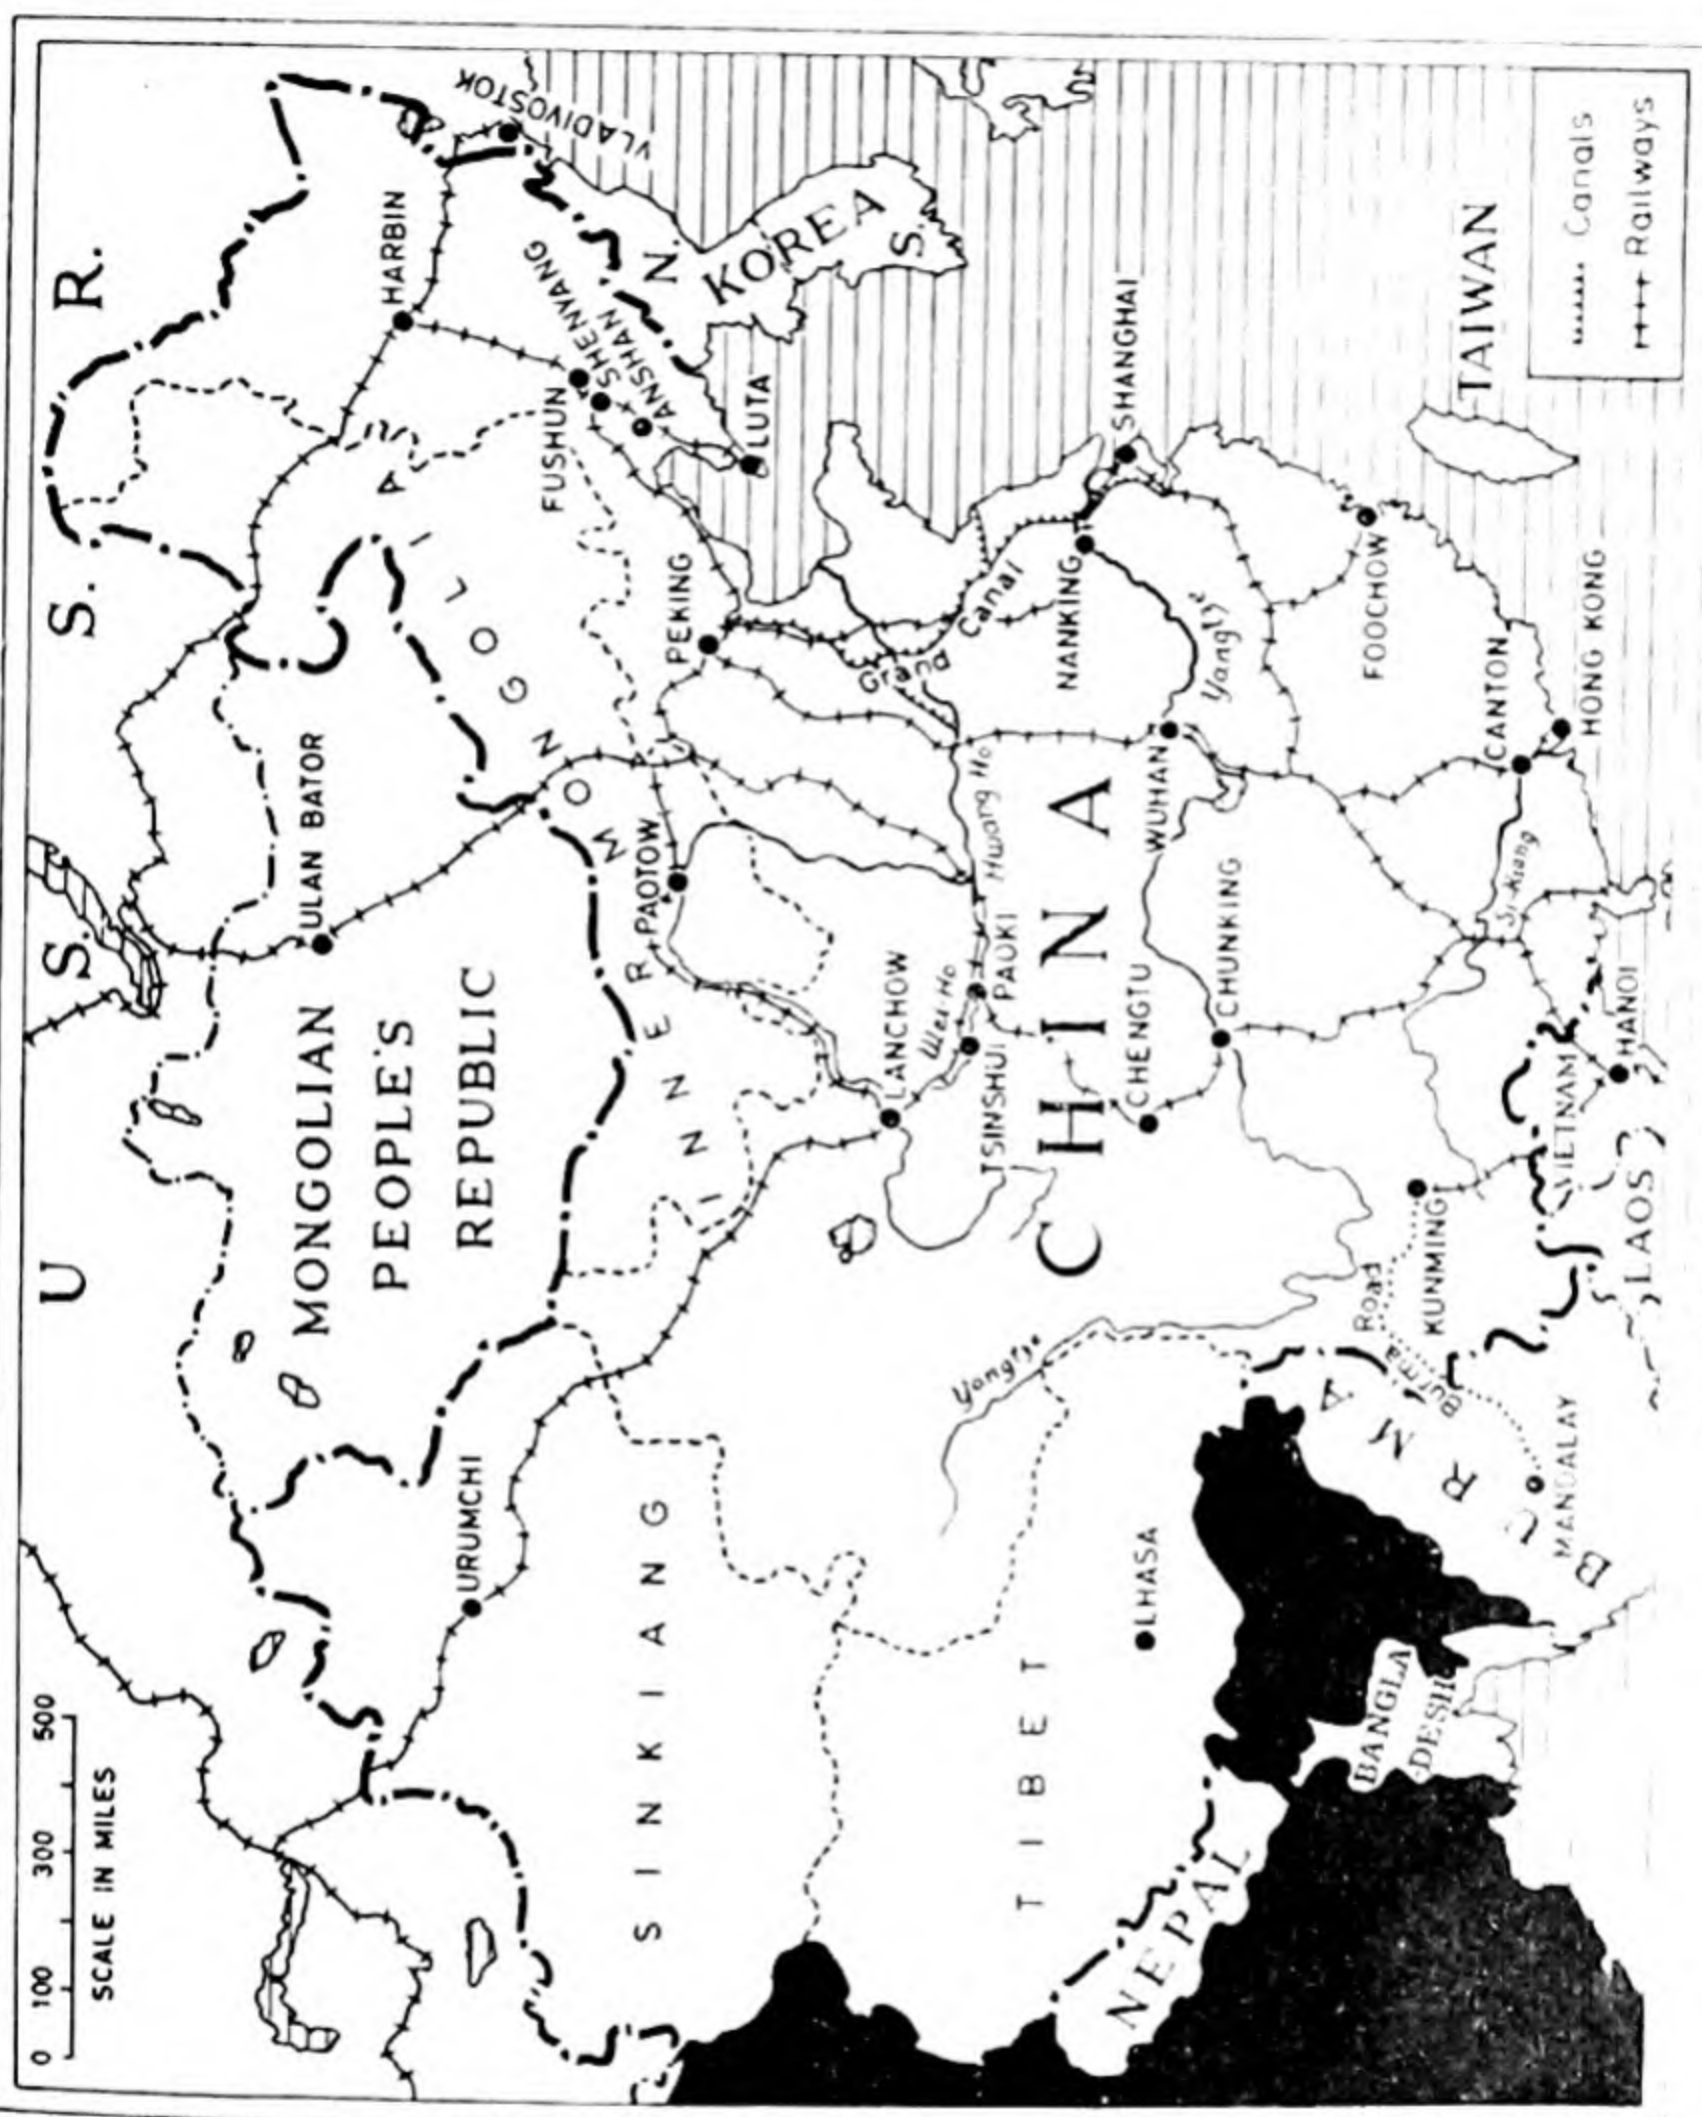 U. S. S. R.
0 100 300 500
SCALE IN MILES
MONGOLIAN
PEOPLE'S
REPUBLIC
ULAN BATOR
HARBIN
VLADIVOSTOK
FUSHUN
SHENYANG
ANSHAN
LUTA
N.
KOREA
S.
URUMCHI
SINKIANG
INNER MONGOLIA
PAOTOW
PEKING
LANCHOW
Wei Ho
TSINSHUI
PAUKI
Hwang Ho
Grand Canal
CHINA
NANKING
SHANGHAI
Yangtze
WUHAN
CHENGTU
CHUNKING
Yangtze
TIBET
LHASA
NEPAL
BANGLA
-DESH
BURMA
MANDALAY
Burma Road
KUNMING
Si-Kiang
FOOCHOW
CANTON
HONG KONG
TAIWAN
VIETNAM
HANOI
LAOS
Canals
Railways